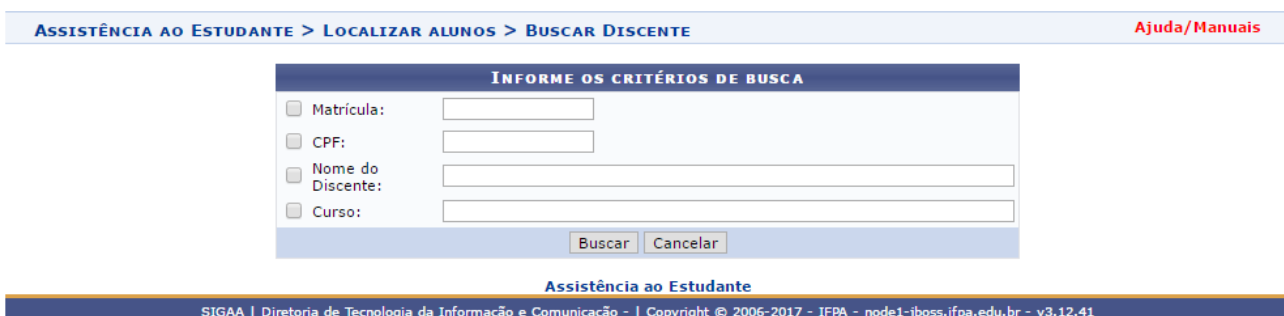 Assistência ao Estudante > Localizar alunos > Buscar Discente Ajuda/Manuais
Informe os critérios de busca
Matrícula:
CPF:
Nome do
Discente:
Curso:
Buscar Cancelar
Assistência ao Estudante
SIGAA | Diretoria de Tecnologia da Informação e Comunicação - | Copyright © 2006-2017 - IFPA - node1-jboss.ifpa.edu.br - v3.12.41